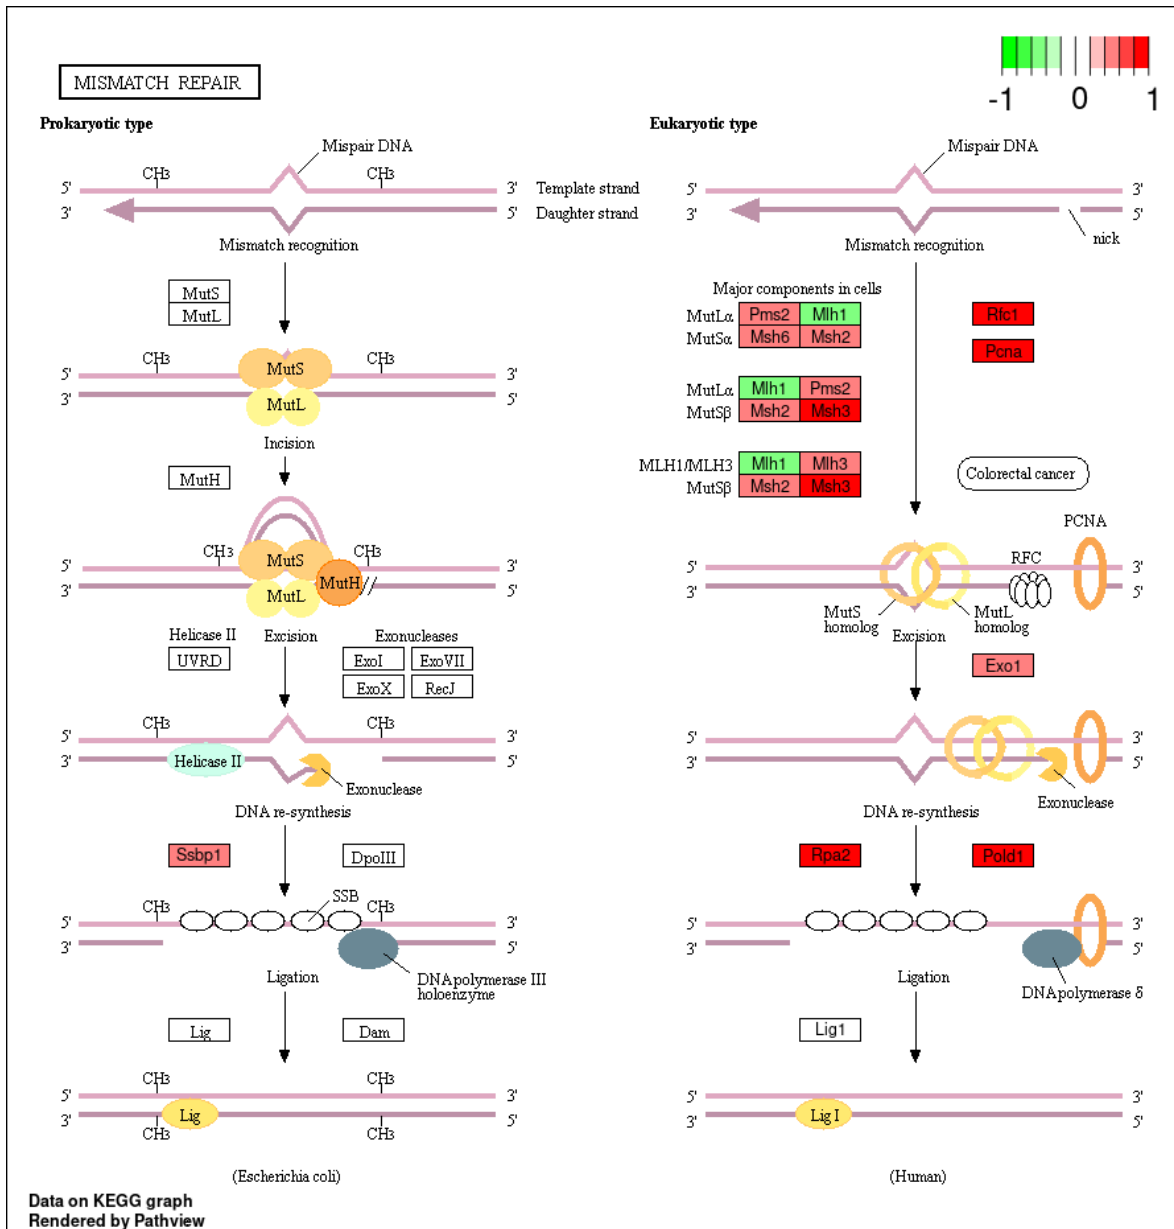 -1 0 1
MISMATCH REPAIR
Prokaryotic type
Mispair DNA
CH3 CH3
5' 3'
3' 5'
Template strand
Daughter strand
Mismatch recognition
MutS
MutL
CH3 CH3
5' 3'
3' 5'
MutS
MutL
Incision
MutH
CH3 CH3
5' 3'
3' 5'
MutS
MutL
MutH
Helicase II
UVRD
Excision
Exonucleases
ExoI ExoVII
ExoX RecJ
CH3 CH3
5' 3'
3' 5'
Helicase II
Exonuclease
DNA re-synthesis
Ssbp1 DpoIII
SSB
CH3 CH3
5' 3'
3' 5'
DNA polymerase III
holoenzyme
Ligation
Lig Dam
CH3 CH3
5' 3'
3' 5'
Lig
CH3 CH3
(Escherichia coli)
Eukaryotic type
Mispair DNA
5' 3'
3' 5'
nick
Mismatch recognition
Major components in cells
MutLα Pms2 Mlh1
MutSα Msh6 Msh2
Rfc1
Pcna
MutLα Mlh1 Pms2
MutSβ Msh2 Msh3
MLH1/MLH3 Mlh1 Mlh3
MutSβ Msh2 Msh3
Colorectal cancer
PCNA
RFC
5' 3'
3' 5'
MutS
homolog
MutL
homolog
Excision
Exo1
5' 3'
3' 5'
Exonuclease
DNA re-synthesis
Rpa2 Pold1
5' 3'
3' 5'
DNA polymerase δ
Ligation
Lig1
5' 3'
3' 5'
Lig I
(Human)
Data on KEGG graph
Rendered by Pathview